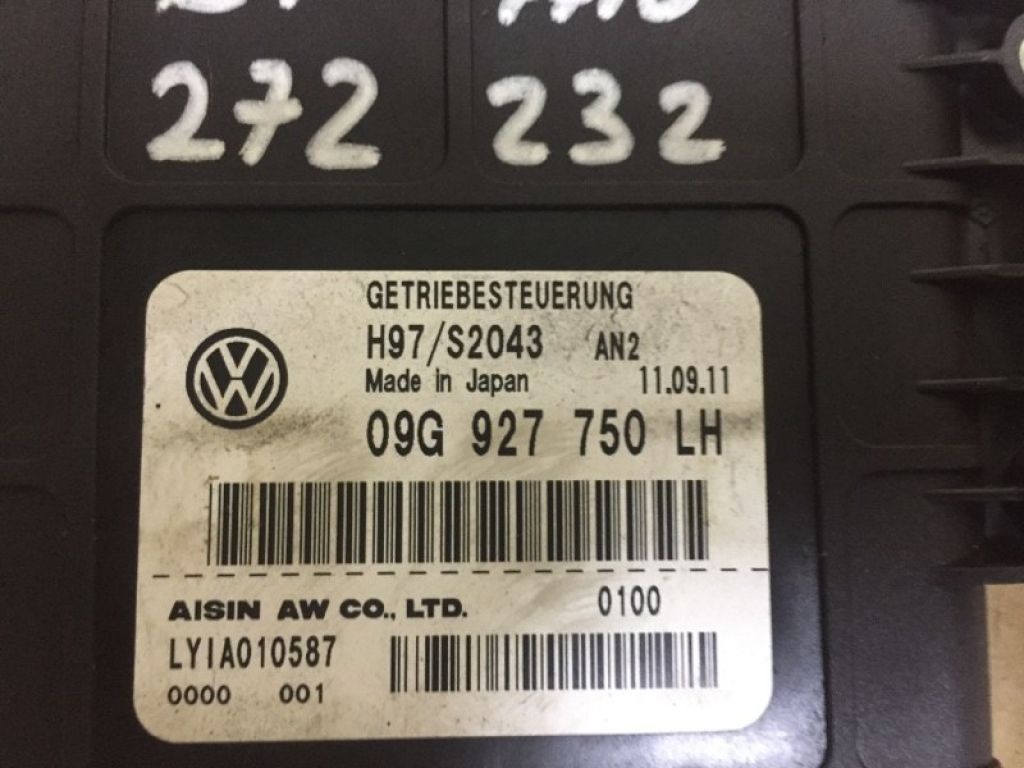 272 232
GETRIEBESTEUERUNG
H97/S2043 AN2
Made in Japan 11.09.11
09G 927 750 LH
AISIN AW CO., LTD. 0100
LYIA010587
0000 001